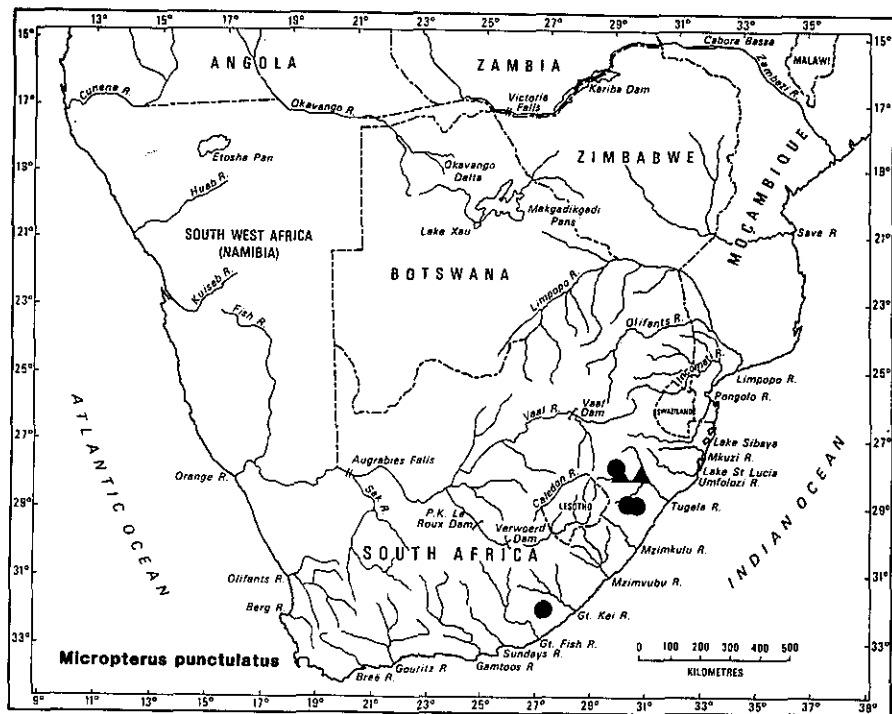 9° 11° 13° 15° 17° 19° 21° 23° 25° 27° 29° 31° 33° 35° 37°
15° 15°
Cabora Bassa
MALAWI
ANGOLA
ZAMBIA
Zambezi R.
Cunene R.
Okavango R.
Victoria Falls
Kariba Dam
17° 17°
Etosha Pan
Okavango Dalta
ZIMBABWE
MOÇAMBIQUE
19° 19°
Huab R.
Makgadikgadi Pans
Lake Xau
Save R
SOUTH WEST AFRICA
(NAMIBIA)
21° 21°
BOTSWANA
Kuiseb R.
Limpopo R.
23° 23°
Fish R.
Olifants R.
Incomati R.
25° 25°
Limpopo R.
Pongolo R.
Vaal R.
Vaal Dam
SWAZILAND
ATLANTIC OCEAN
27° 27°
Lake Sibaya
Mkuzi R.
Lake St Lucia
Umfolozi R.
Orange R.
Augrabies Falls
Caledon R.
Sak R.
LESOTHO
Tugela R.
29° 29°
P.K. Le Roux Dam
Verwoerd Dam
SOUTH AFRICA
Mzimkulu R.
INDIAN OCEAN
31° 31°
Olifants R.
Mzimvubu R.
Berg R.
Gt. Kei R.
33° 33°
Gt. Fish R.
Sundays R.
Gamtoos R.
Gouritz R
Breë R.
Micropterus punctulatus
0 100 200 300 400 500
KILOMETRES
9° 11° 13° 15° 17° 19° 21° 23° 25° 27° 29° 31° 33° 35° 38°